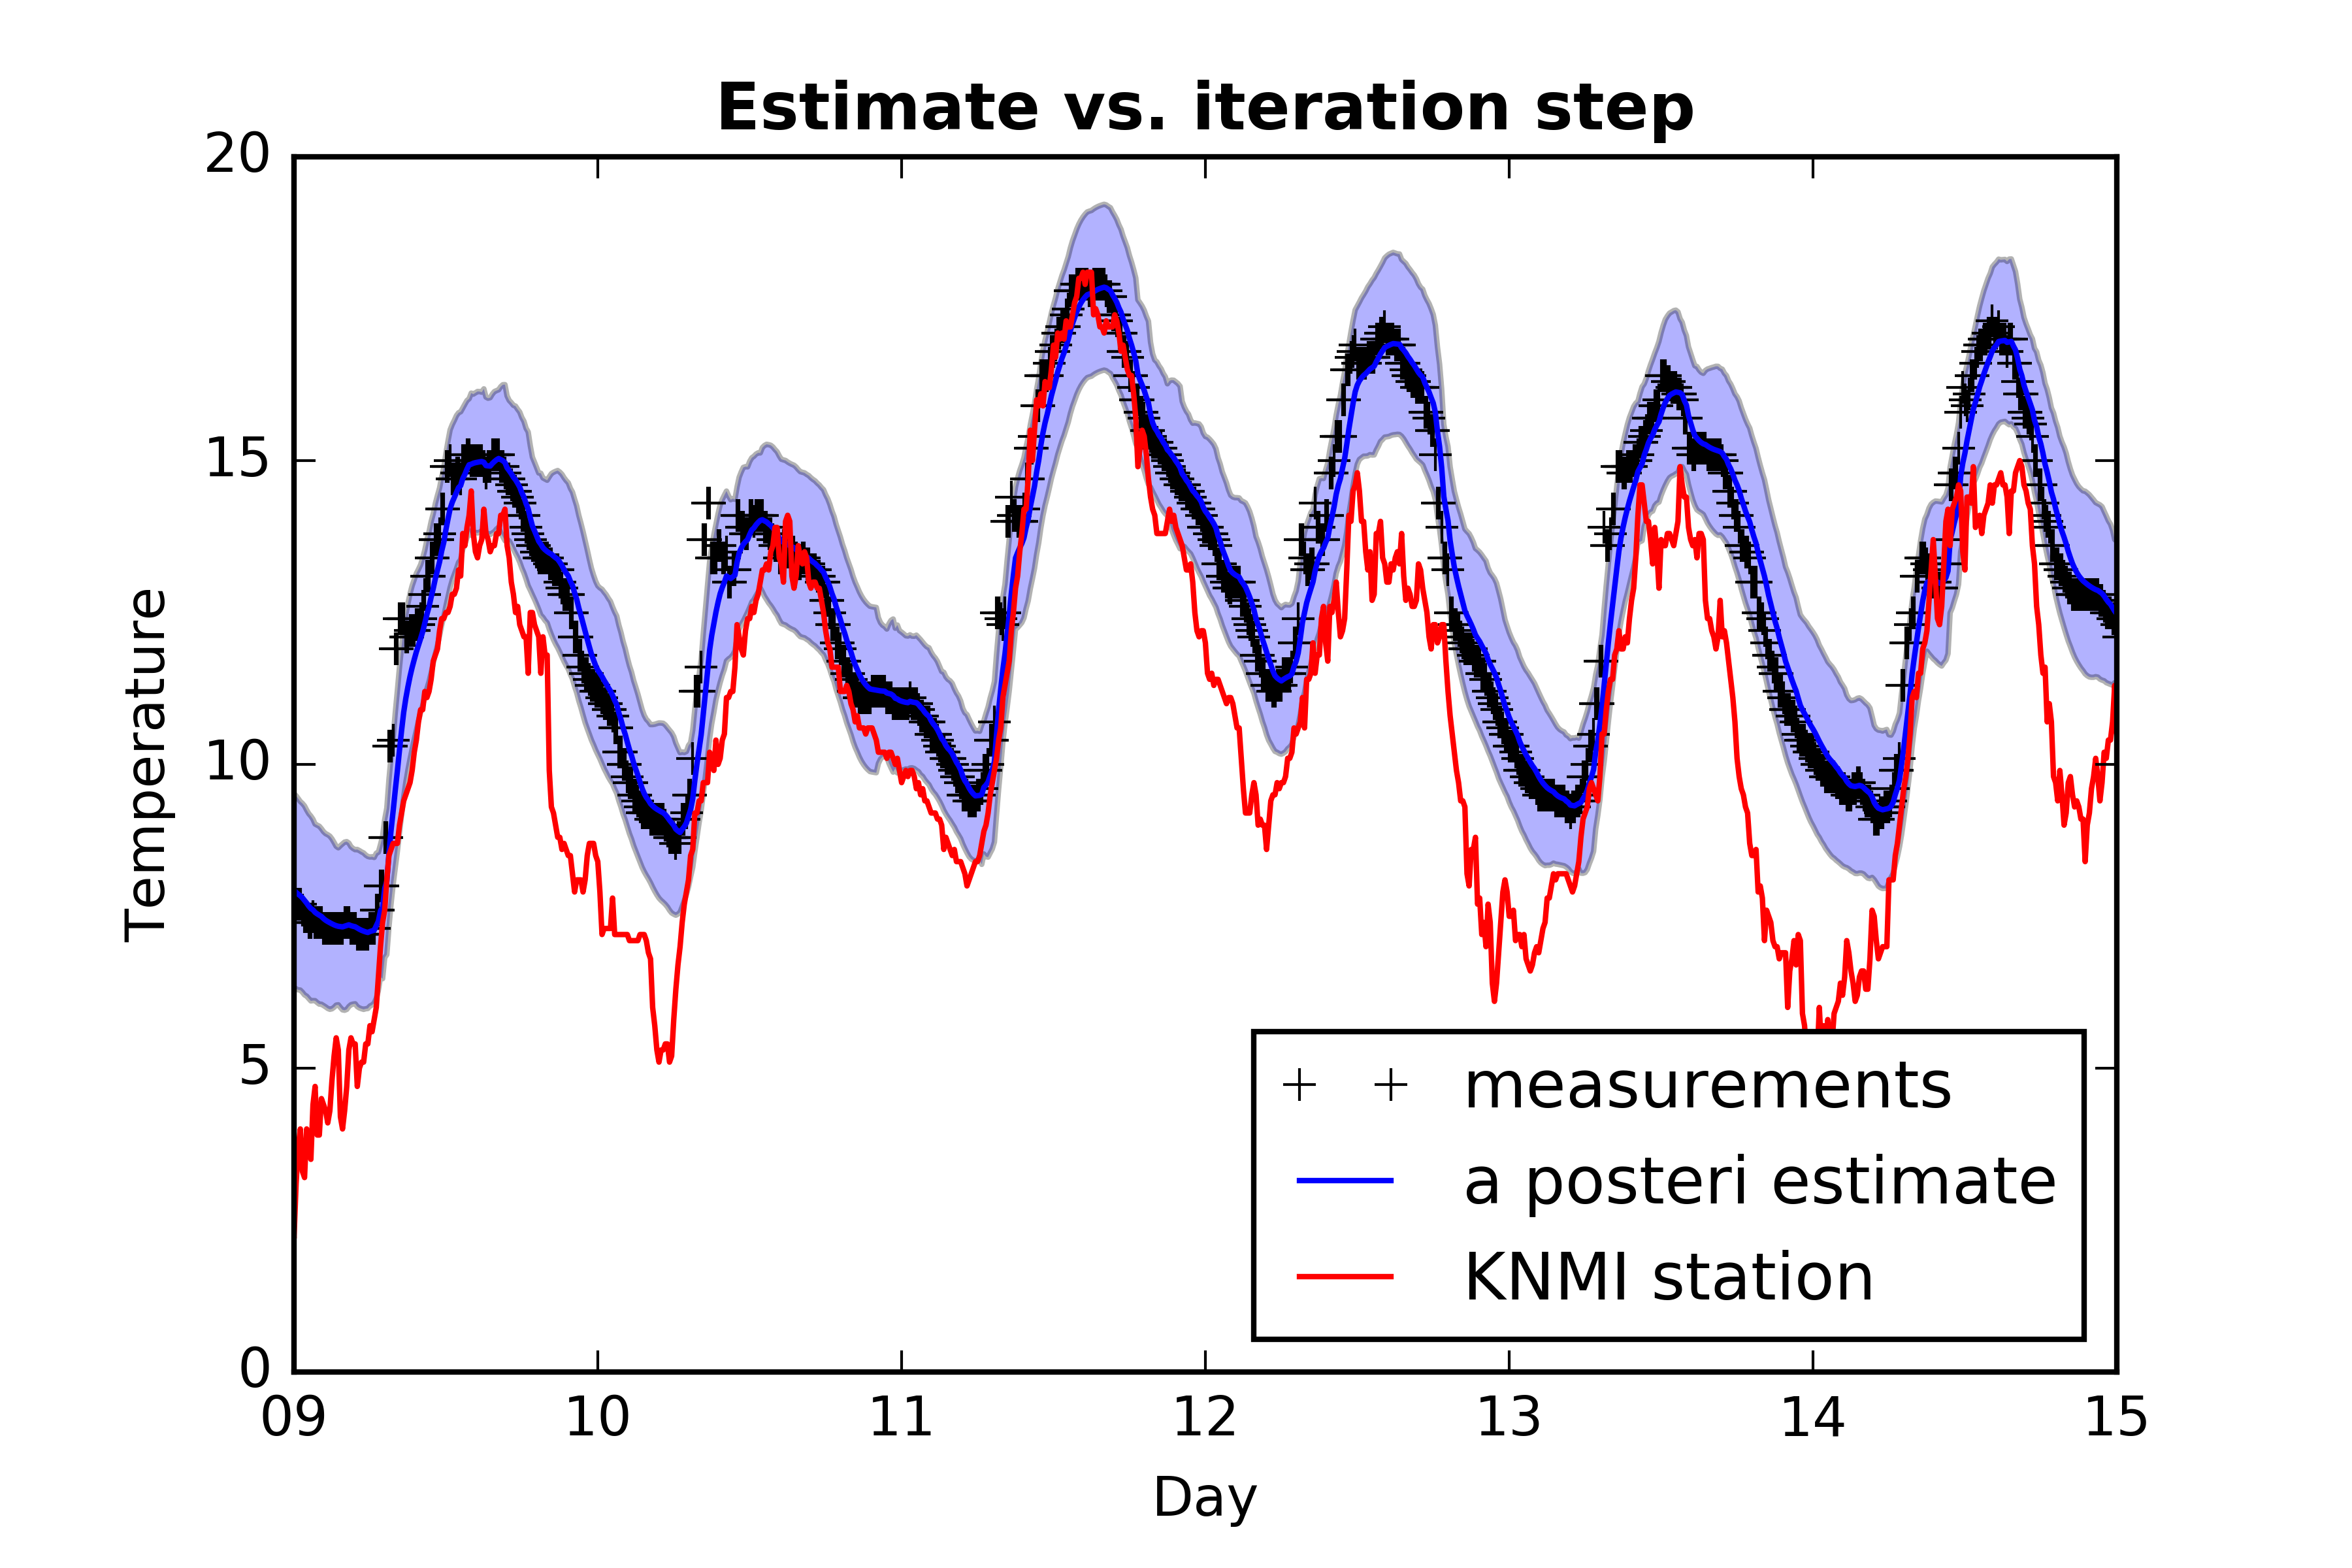 Estimate vs. iteration step
Temperature
20
15
10
5
0
09 10 11 12 13 14 15
Day
measurements
a posteri estimate
KNMI station